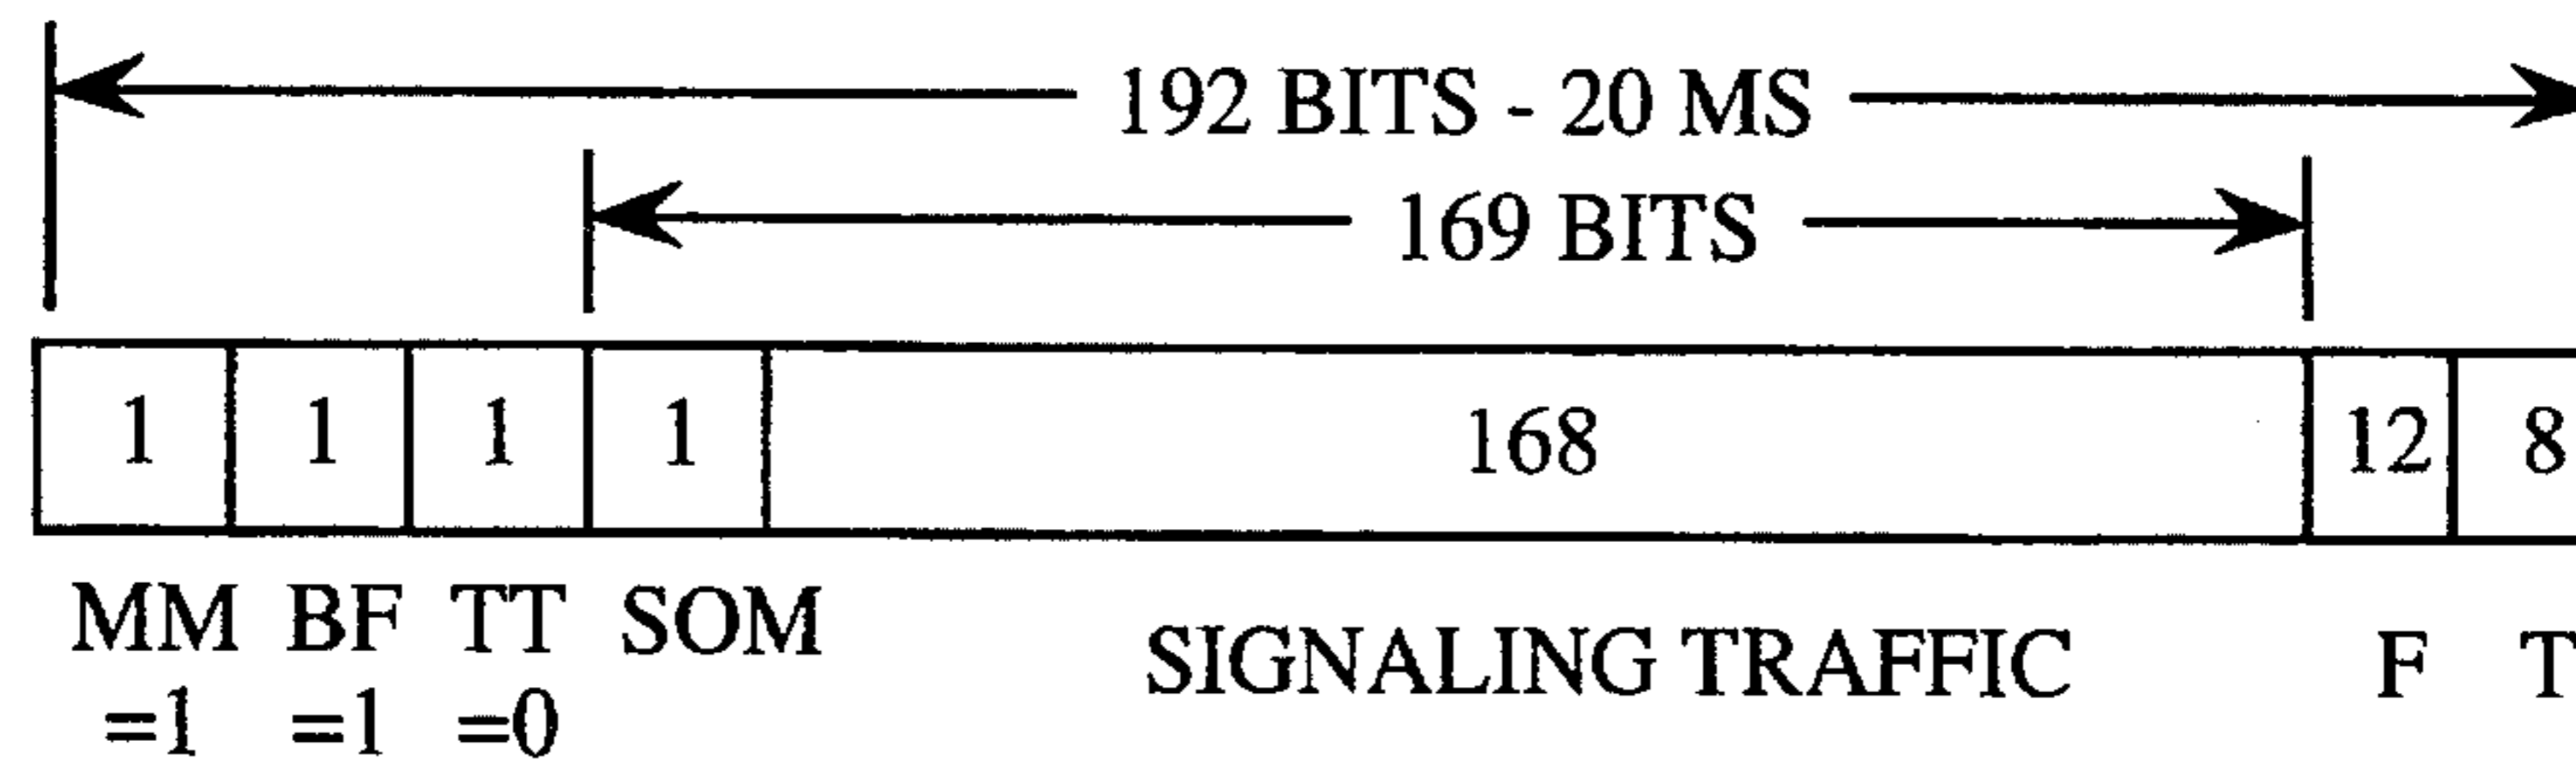 192 BITS - 20 MS
169 BITS
1 1 1 1 168 12 8
MM BF TT SOM SIGNALING TRAFFIC F T
=1 =1 =0